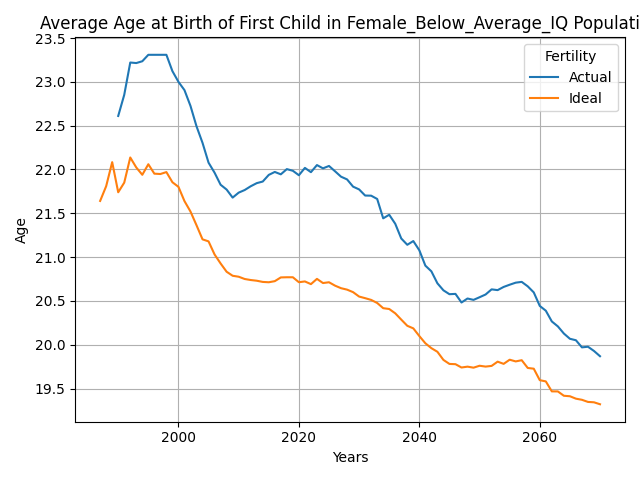 Average Age at Birth of First Child in Female_Below_Average_IQ Populati
23.5
23.0
22.5
22.0
21.5
21.0
20.5
20.0
19.5
Age
Fertility
Actual
Ideal
2000
2020
2040
2060
Years